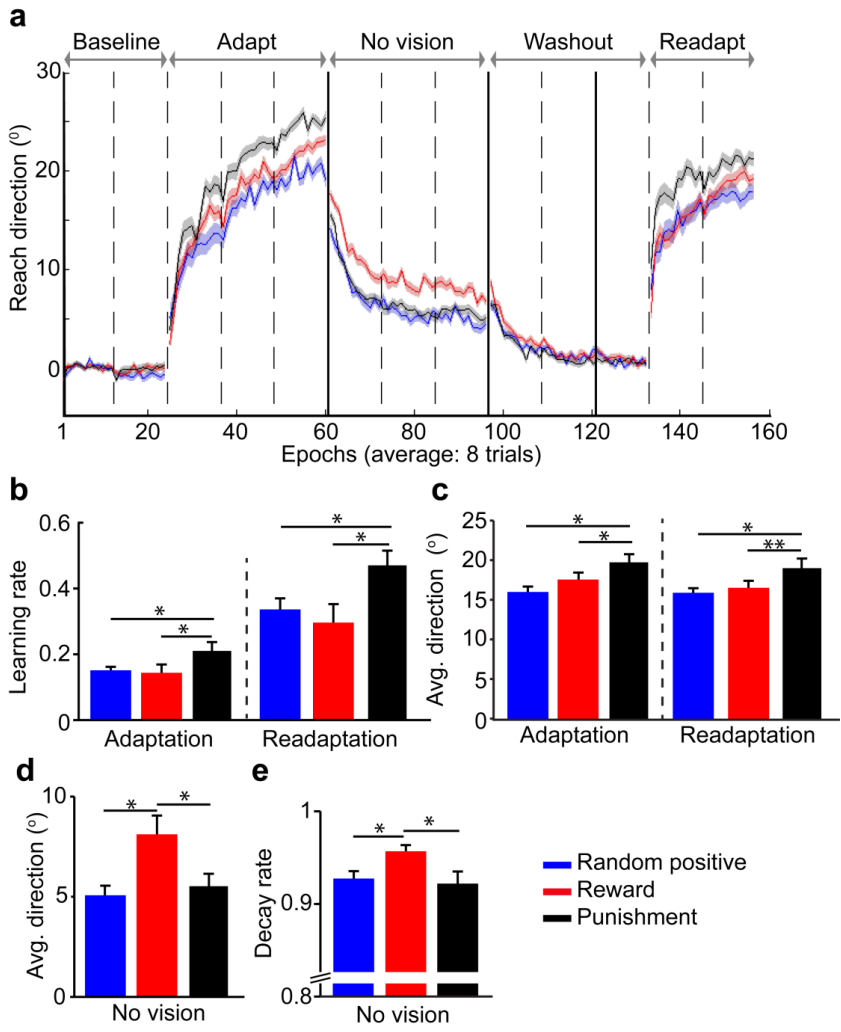 a
Baseline Adapt No vision Washout Readapt
30
20
10
0
Reach direction (⁰)
1 20 40 60 80 100 120 140 160
Epochs (average: 8 trials)
b
0.6
0.4
0.2
0
Learning rate
* * * *
Adaptation Readaptation
c
25
20
15
10
5
0
Avg. direction (°)
* * * **
Adaptation Readaptation
d
10
5
0
Avg. direction (°)
* *
No vision
e
1
0.9
0.8
Decay rate
* *
No vision
Random positive
Reward
Punishment